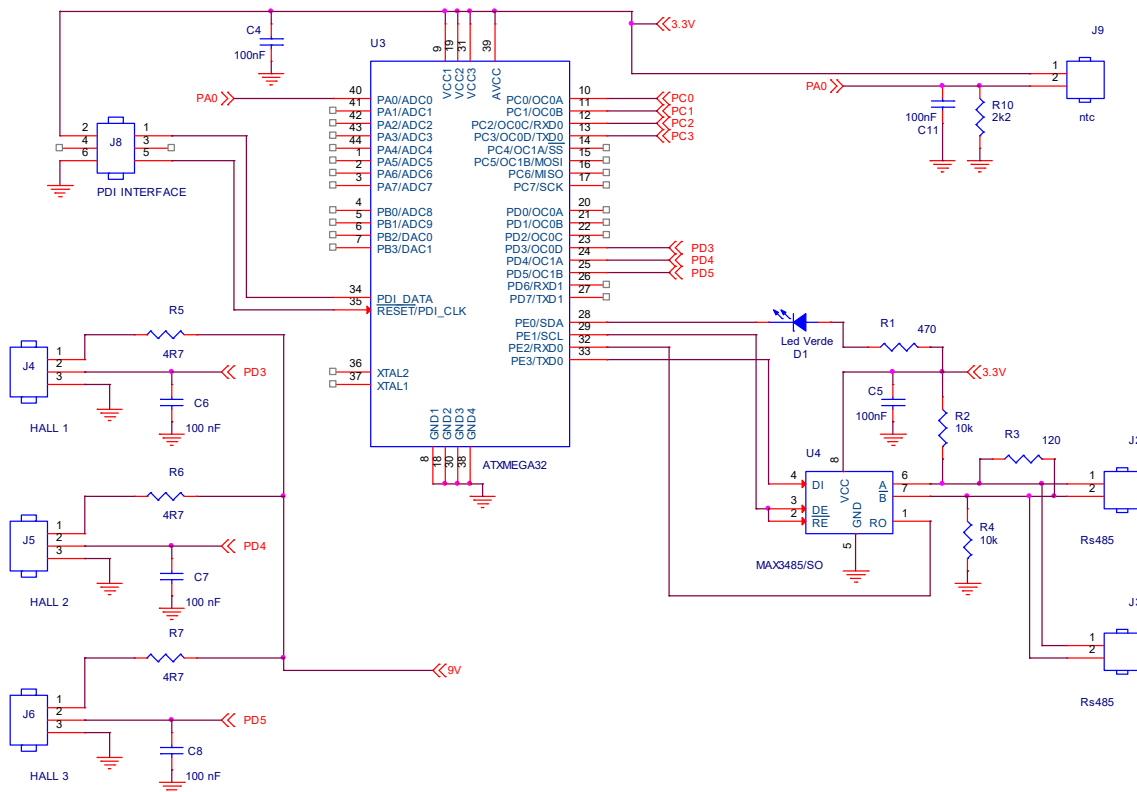 C4
100nF
U3
9
19
31
39
VCC1
VCC2
VCC3
AVCC
3.3V
J9
1
2
ntc
PA0
100nF
C11
R10
2k2
PA0
40 PA0/ADC0
41 PA1/ADC1
42 PA2/ADC2
43 PA3/ADC3
44 PA4/ADC4
1 PA5/ADC5
2 PA6/ADC6
3 PA7/ADC7
4 PB0/ADC8
5 PB1/ADC9
6 PB2/DAC0
7 PB3/DAC1
34 PDI_DATA
35 RESET/PDI_CLK
36 XTAL2
37 XTAL1
PC0/OC0A 10 PC0
PC1/OC0B 11 PC1
PC2/OC0C/RXD0 12 PC2
PC3/OC0D/TXD0 13 PC3
PC4/OC1A/SS 14
PC5/OC1B/MOSI 15
PC6/MISO 16
PC7/SCK 17
PD0/OC0A 20
PD1/OC0B 21
PD2/OC0C 22
PD3/OC0D 23 PD3
PD4/OC1A 24 PD4
PD5/OC1B 25 PD5
PD6/RXD1 26
PD7/TXD1 27
PE0/SDA 28
PE1/SCL 29
PE2/RXD0 32
PE3/TXD0 33
GND1
GND2
GND3
GND4
8
18
30
38
ATXMEGA32
2 J8 1
4 3
6 5
PDI INTERFACE
R5
4R7
J4
1
2
3
PD3
C6
100 nF
HALL 1
R6
4R7
J5
1
2
3
PD4
C7
100 nF
HALL 2
R7
4R7
9V
J6
1
2
3
PD5
C8
100 nF
HALL 3
Led Verde
D1
R1
470
3.3V
C5
100nF
R2
10k
R3
120
U4
8
VCC
4 DI
3 DE
2 RE
GND
5
A 6
B 7
RO 1
MAX3485/SO
R4
10k
J2
1
2
Rs485
J3
1
2
Rs485